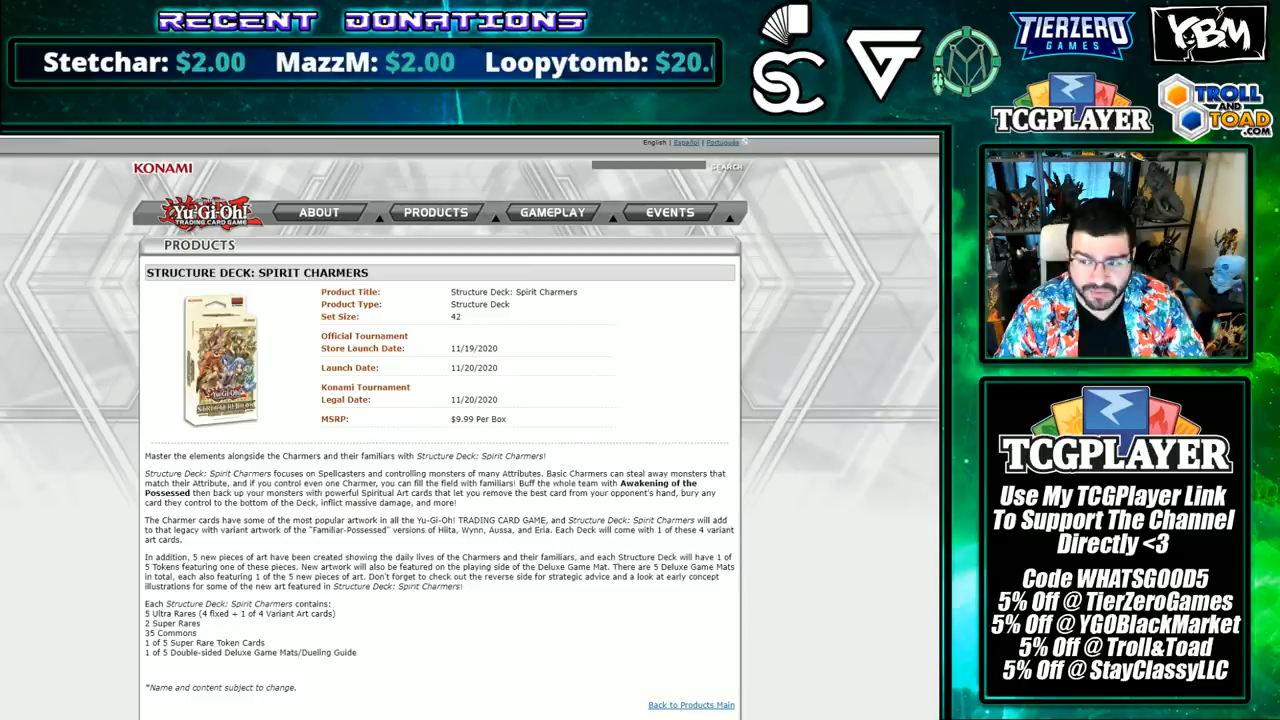 RECENT DONATIONS
Stetchar: $2.00 MazzM: $2.00 Loopytomb: $20.
SC
TIERZERO
GAMES
YBM
TCGPLAYER
TROLL
AND
TOAD
.COM
English | Español | Português
KONAMI
SEARCH
Yu-Gi-Oh!
TRADING CARD GAME
ABOUT
PRODUCTS
GAMEPLAY
EVENTS
PRODUCTS
STRUCTURE DECK: SPIRIT CHARMERS
Product Title: Structure Deck: Spirit Charmers
Product Type: Structure Deck
Set Size: 42
Official Tournament
Store Launch Date: 11/19/2020
Launch Date: 11/20/2020
Konami Tournament
Legal Date: 11/20/2020
MSRP: $9.99 Per Box
Master the elements alongside the Charmers and their familiars with Structure Deck: Spirit Charmers!
Structure Deck: Spirit Charmers focuses on Spellcasters and controlling monsters of many Attributes. Basic Charmers can steal away monsters that
match their Attribute, and if you control even one Charmer, you can fill the field with familiars! Buff the whole team with Awakening of the
Possessed then back up your monsters with powerful Spiritual Art cards that let you remove the best card from your opponent's hand, bury any
card they control to the bottom of the Deck, inflict massive damage, and more!
The Charmer cards have some of the most popular artwork in all the Yu-Gi-Oh! TRADING CARD GAME, and Structure Deck: Spirit Charmers will add
to that legacy with variant artwork of the "Familiar-Possessed" versions of Hiita, Wynn, Aussa, and Eria. Each Deck will come with 1 of these 4 variant
art cards.
In addition, 5 new pieces of art have been created showing the daily lives of the Charmers and their familiars, and each Structure Deck will have 1 of
5 Tokens featuring one of these pieces. New artwork will also be featured on the playing side of the Deluxe Game Mat. There are 5 Deluxe Game Mats
in total, each also featuring 1 of the 5 new pieces of art. Don't forget to check out the reverse side for strategic advice and a look at early concept
illustrations for some of the new art featured in Structure Deck: Spirit Charmers!
Each Structure Deck: Spirit Charmers contains:
5 Ultra Rares (4 fixed + 1 of 4 Variant Art cards)
2 Super Rares
35 Commons
1 of 5 Super Rare Token Cards
1 of 5 Double-sided Deluxe Game Mats/Dueling Guide
*Name and content subject to change.
Back to Products Main
TCGPLAYER
Use My TCGPlayer Link
To Support The Channel
Directly <3
Code WHATSGOOD5
5% Off @ TierZeroGames
5% Off @ YGOBlackMarket
5% Off @ Troll&Toad
5% Off @ StayClassyLLC